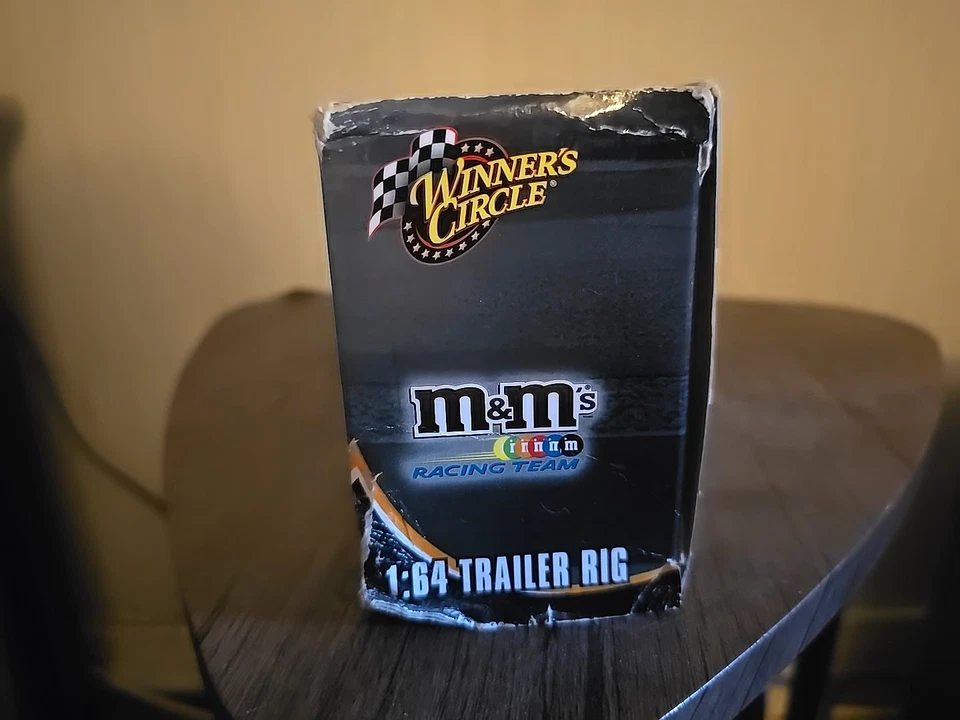 WINNER'S
CIRCLE®
m&m's®
m m m m m
RACING TEAM
1:64 TRAILER RIG